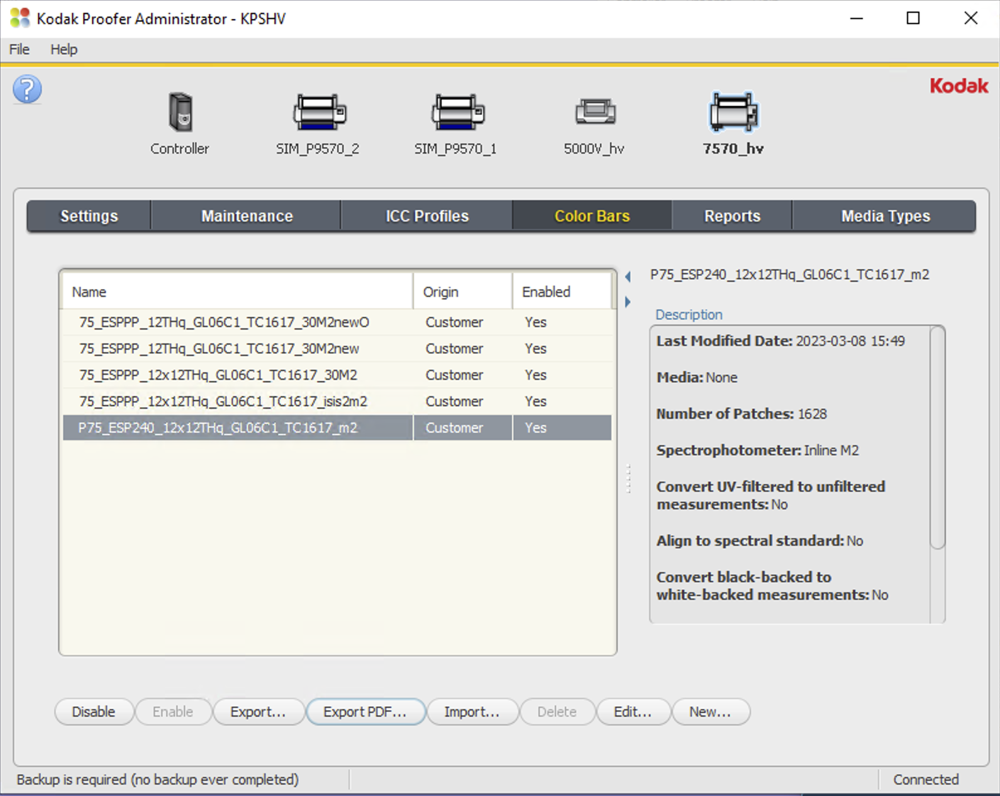 Kodak Proofer Administrator - KPSHV
File Help
?
Kodak
Controller SIM_P9570_2 SIM_P9570_1 5000V_hv 7570_hv
Settings Maintenance ICC Profiles Color Bars Reports Media Types
Name Origin Enabled
75_ESPPP_12THq_GL06C1_TC1617_30M2newO Customer Yes
75_ESPPP_12THq_GL06C1_TC1617_30M2new Customer Yes
75_ESPPP_12x12THq_GL06C1_TC1617_30M2 Customer Yes
75_ESPPP_12x12THq_GL06C1_TC1617_isis2m2 Customer Yes
P75_ESP240_12x12THq_GL06C1_TC1617_m2 Customer Yes
P75_ESP240_12x12THq_GL06C1_TC1617_m2
Description
Last Modified Date: 2023-03-08 15:49
Media: None
Number of Patches: 1628
Spectrophotometer: Inline M2
Convert UV-filtered to unfiltered
measurements: No
Align to spectral standard: No
Convert black-backed to
white-backed measurements: No
Disable Enable Export... Export PDF... Import... Delete Edit... New...
Backup is required (no backup ever completed) Connected